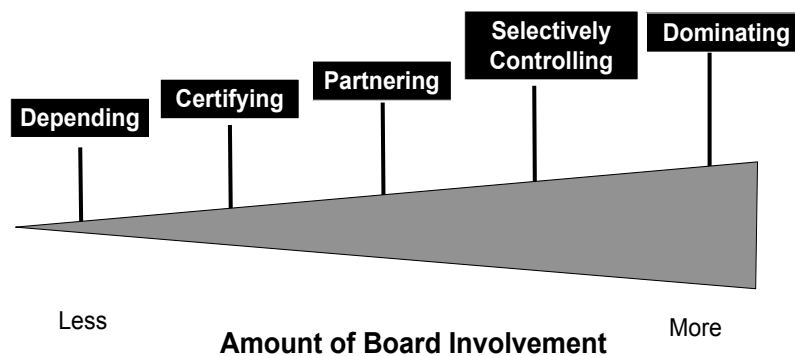 Depending
Certifying
Partnering
Selectively
Controlling
Dominating
Less
More
Amount of Board Involvement